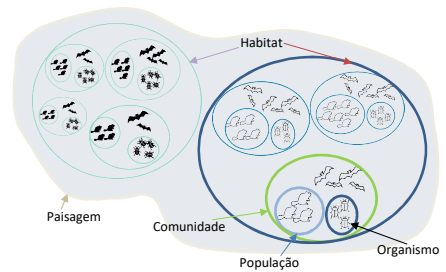 Habitat
Paisagem
Comunidade
População
Organismo